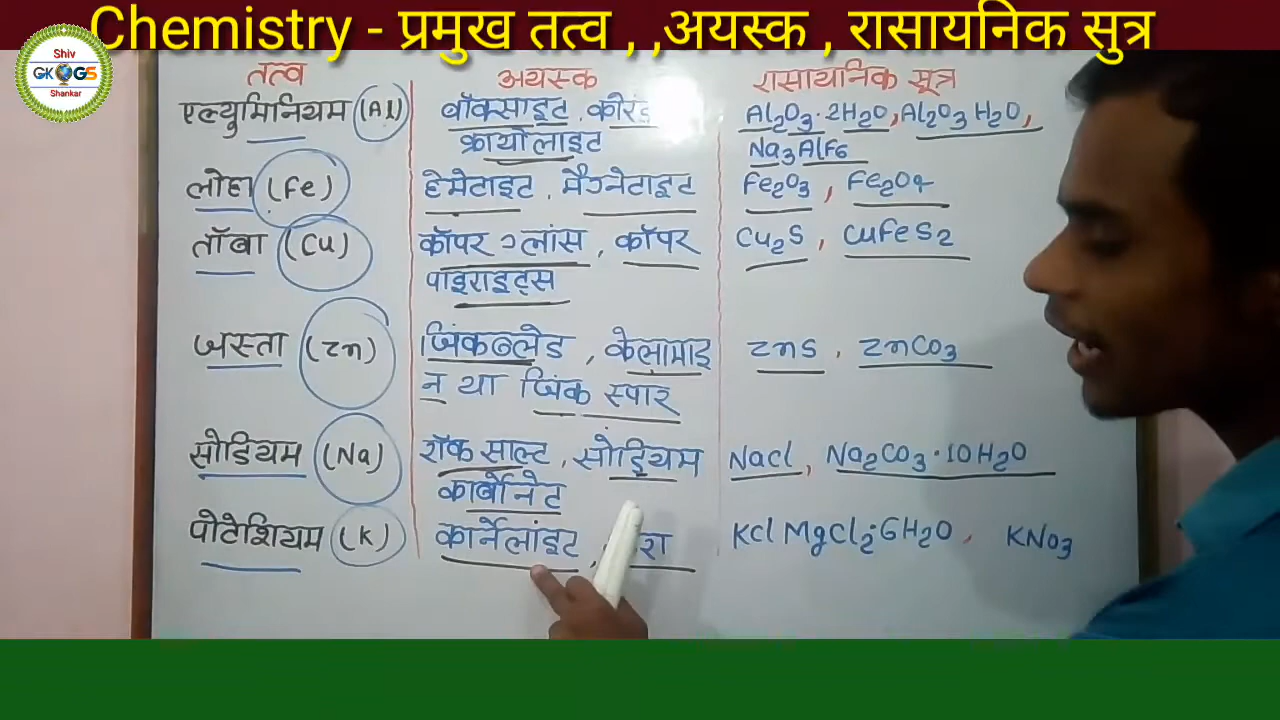 Chemistry - प्रमुख तत्व , ,अयस्क , रासायनिक सुत्र
Shiv
GK GS
Shankar
तत्व अयस्क रासायनिक सूत्र
एल्युमिनियम (Al) बॉक्साइट , Al₂O₃·2H₂O, Al₂O₃ H₂O,
क्रायोलाइट Na₃AlF6
लोहा (Fe) हेमेटाइट , मैग्नेटाइट Fe₂O₃ , Fe₂O₄
ताँबा (Cu) कॉपर ग्लांस , कॉपर Cu₂S , CuFeS₂
पाइराइट्स
जस्ता (Zn) जिंकब्लेड , केलामाइ ZnS , ZnCO₃
न या जिंक स्पार
सोडियम (Na) रॉक साल्ट , सोडियम NaCl , Na₂CO₃·10H₂O
कार्बोनेट
पोटेशियम (K) कार्नेलाइट , KCl MgCl₂·6H₂O , KNO₃